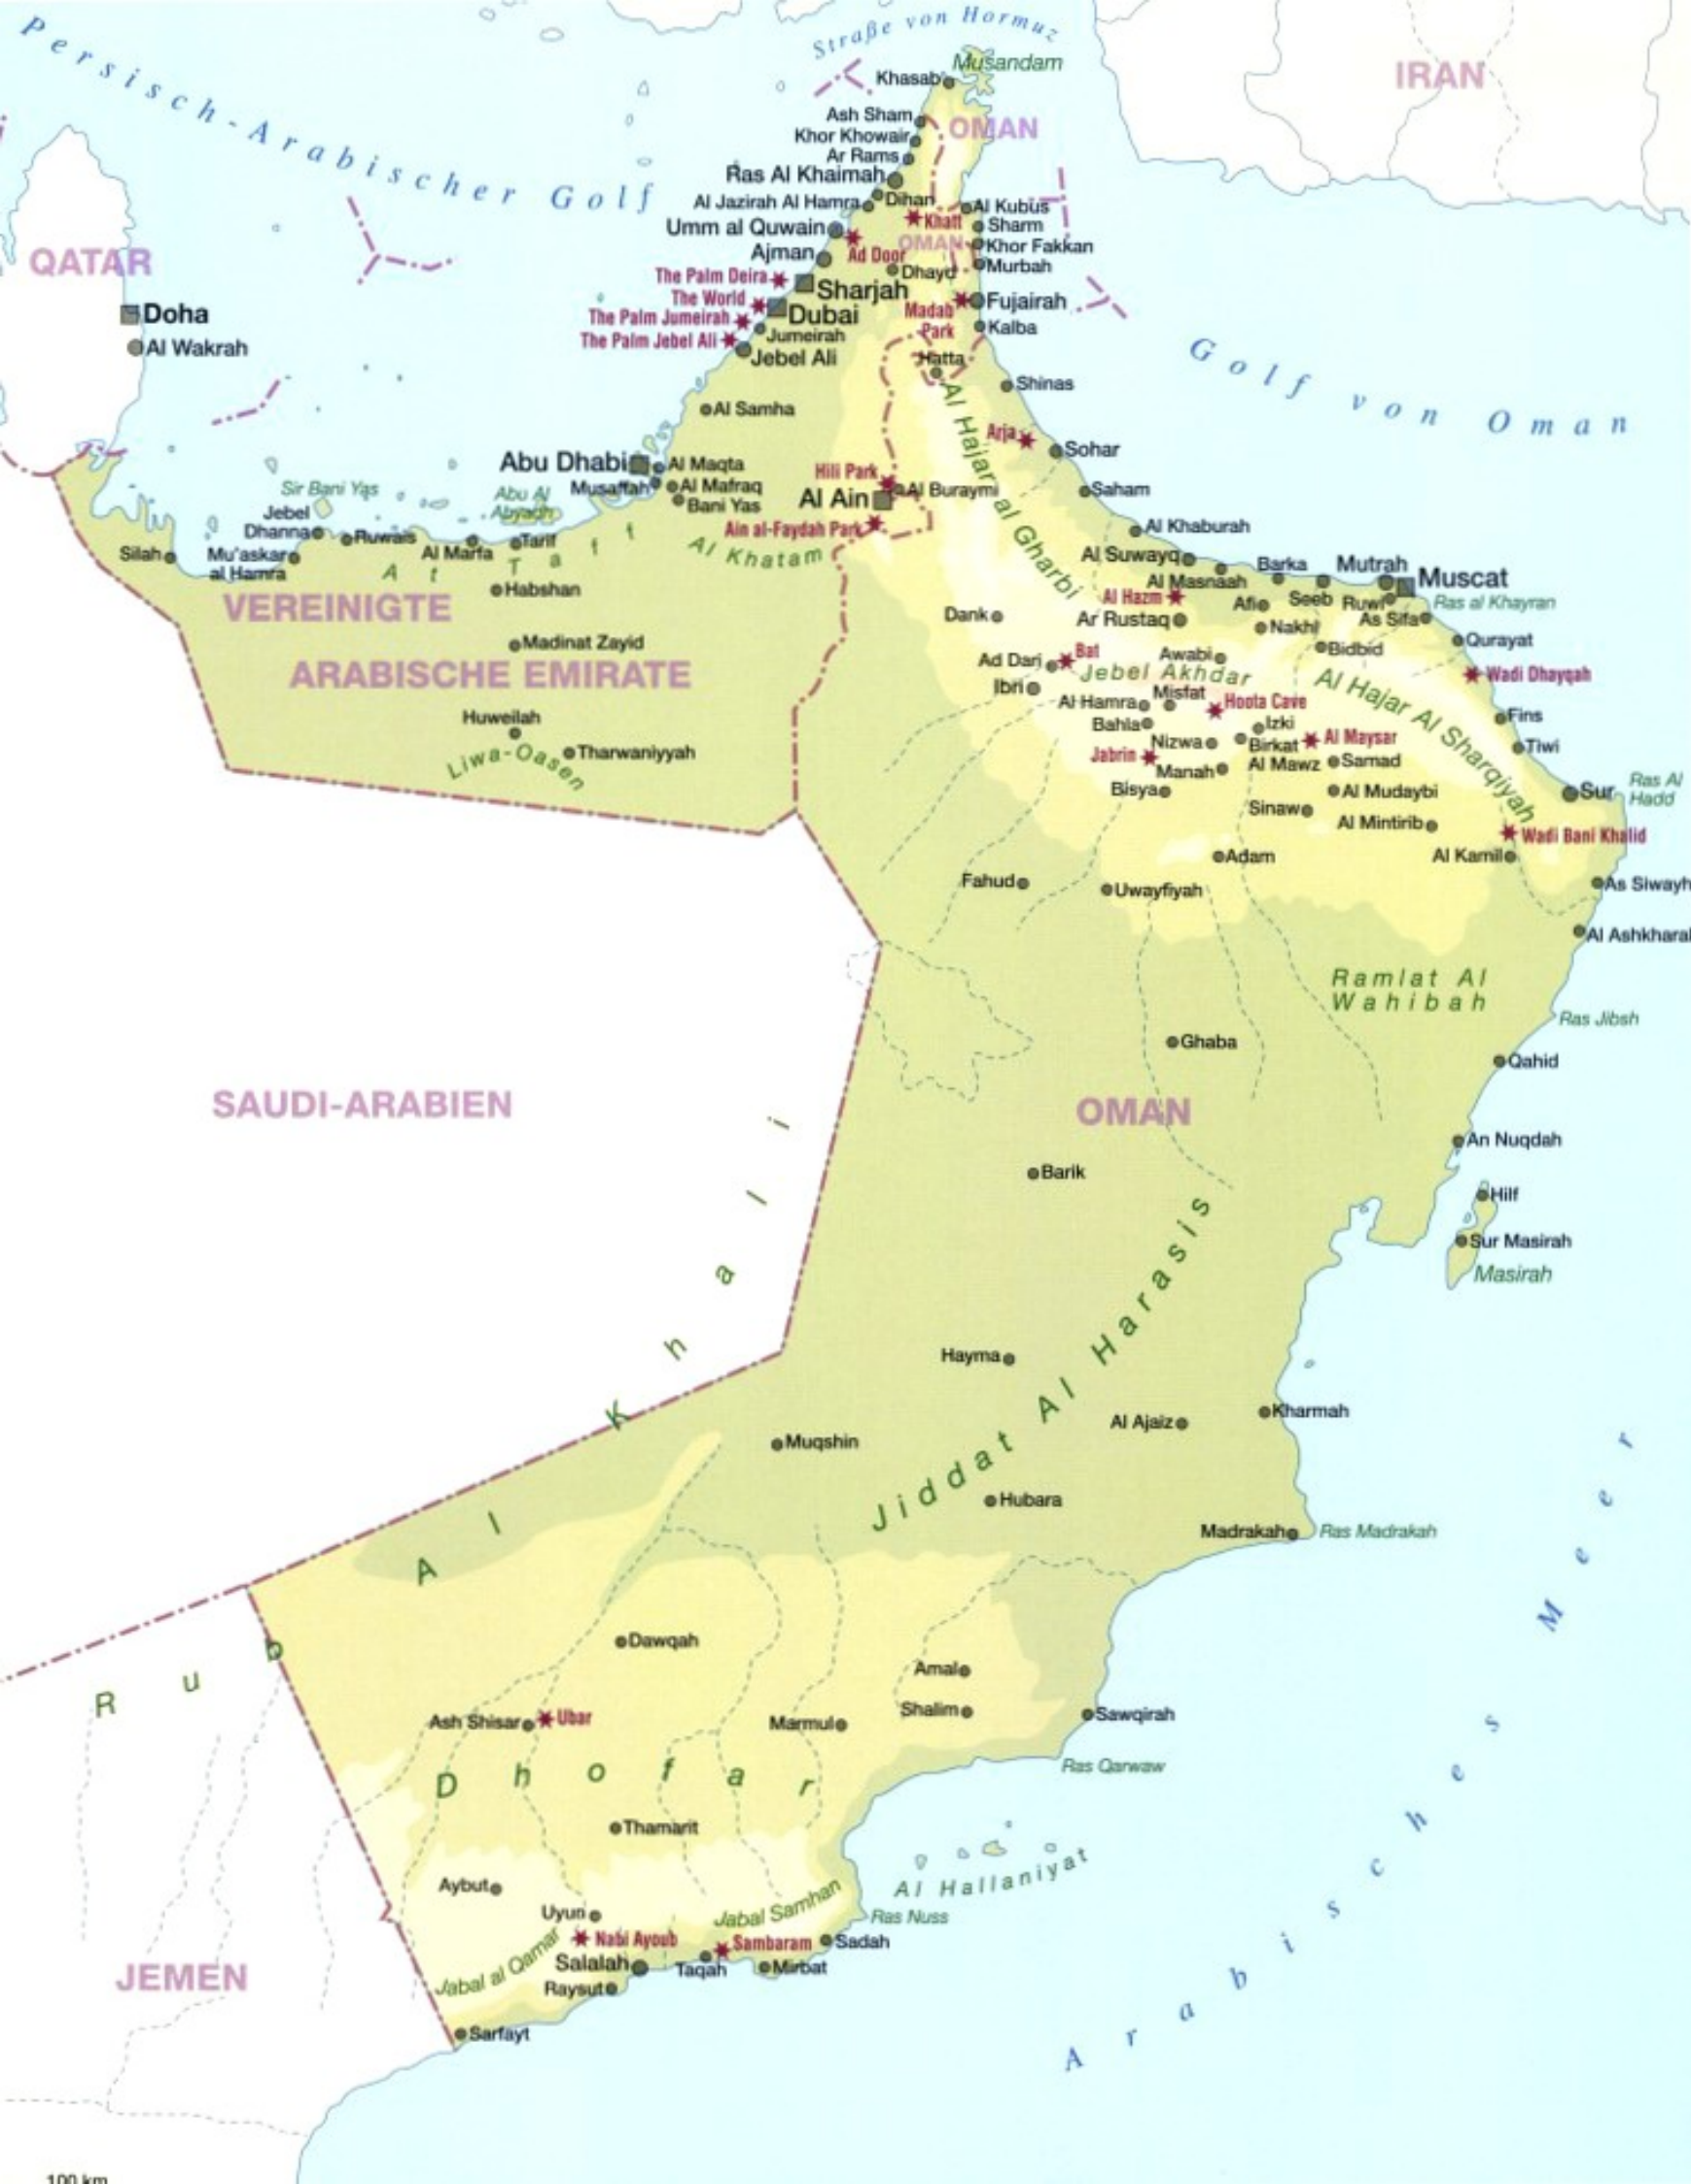 Straße von Hormuz
Persisch-Arabischer Golf
Musandam
Khasab
IRAN
Ash Sham
OMAN
Khor Khowair
Ar Rams
Ras Al Khaimah
Al Jazirah Al Hamra
Dihan
Al Kubus
Khatt
Sharm
Umm al Quwain
OMAN
Khor Fakkan
Ajman
Ad Door
Murbah
QATAR
Dhayd
The Palm Deira
Sharjah
The World
Fujairah
Doha
The Palm Jumeirah
Dubai
Madab
Park
Kalba
Jumeirah
The Palm Jebel Ali
Al Wakrah
Jebel Ali
Hatta
Golf von Oman
Shinas
Al Samha
Al Hajar al Gharbi
Arja
Sohar
Abu Dhabi
Al Maqta
Hili Park
Musaffah
Al Mafraq
Al Ain
Al Buraymi
Saham
Sir Bani Yas
Abu Al
Abyadh
Bani Yas
Jebel
Dhanna
Ruwais
Ain al-Faydah Park
Al Khaburah
Silah
Mu'askar
al Hamra
Al Marfa
Tarif
At Taff
Al Khatam
Al Suwayq
Barka
Mutrah
Muscat
Habshan
Al Masnaah
VEREINIGTE
Al Hazm
Afi
Seeb
Ruwi
Ras al Khayran
Dank
Ar Rustaq
Nakhl
As Sifa
Madinat Zayid
Qurayat
Bidbid
Bat
Awabi
Ad Dari
Jebel Akhdar
ARABISCHE EMIRATE
Wadi Dhayqah
Ibri
Misfat
Al Hajar Al Sharqiyah
Al Hamra
Hoota Cave
Huweilah
Bahla
Izki
Fins
Nizwa
Birkat
Al Mawz
Al Maysar
Tiwi
Liwa-Oasen
Tharwaniyyah
Jabrin
Manah
Samad
Bisya
Al Mudaybi
Sur
Ras Al
Hadd
Sinaw
Al Mintirib
Wadi Bani Khalid
Adam
Al Kamil
Fahud
Uwayfiyah
As Siwayh
Al Ashkharah
Ramlat Al
Wahibah
Ras Jibsh
Ghaba
Qahid
SAUDI-ARABIEN
OMAN
An Nuqdah
Barik
Hilf
Sur Masirah
Masirah
Hayma
Jiddat Al Harasis
Al Ajaiz
Kharmah
Muqshin
Hubara
Madrakah
Ras Madrakah
Rub Al Khali
Dawqah
Amal
Shalim
Ash Shisar
Ubar
Marmul
Sawqirah
Ras Qarwaw
Dhofar
Thamarit
Al Hallaniyat
Aybut
Uyun
Jabal Samhan
Ras Nuss
Nabi Ayoub
Sambaram
Sadah
Jabal al Qamar
Salalah
Taqah
Mirbat
JEMEN
Raysut
Sarfayt
Arabisches Meer
100 km